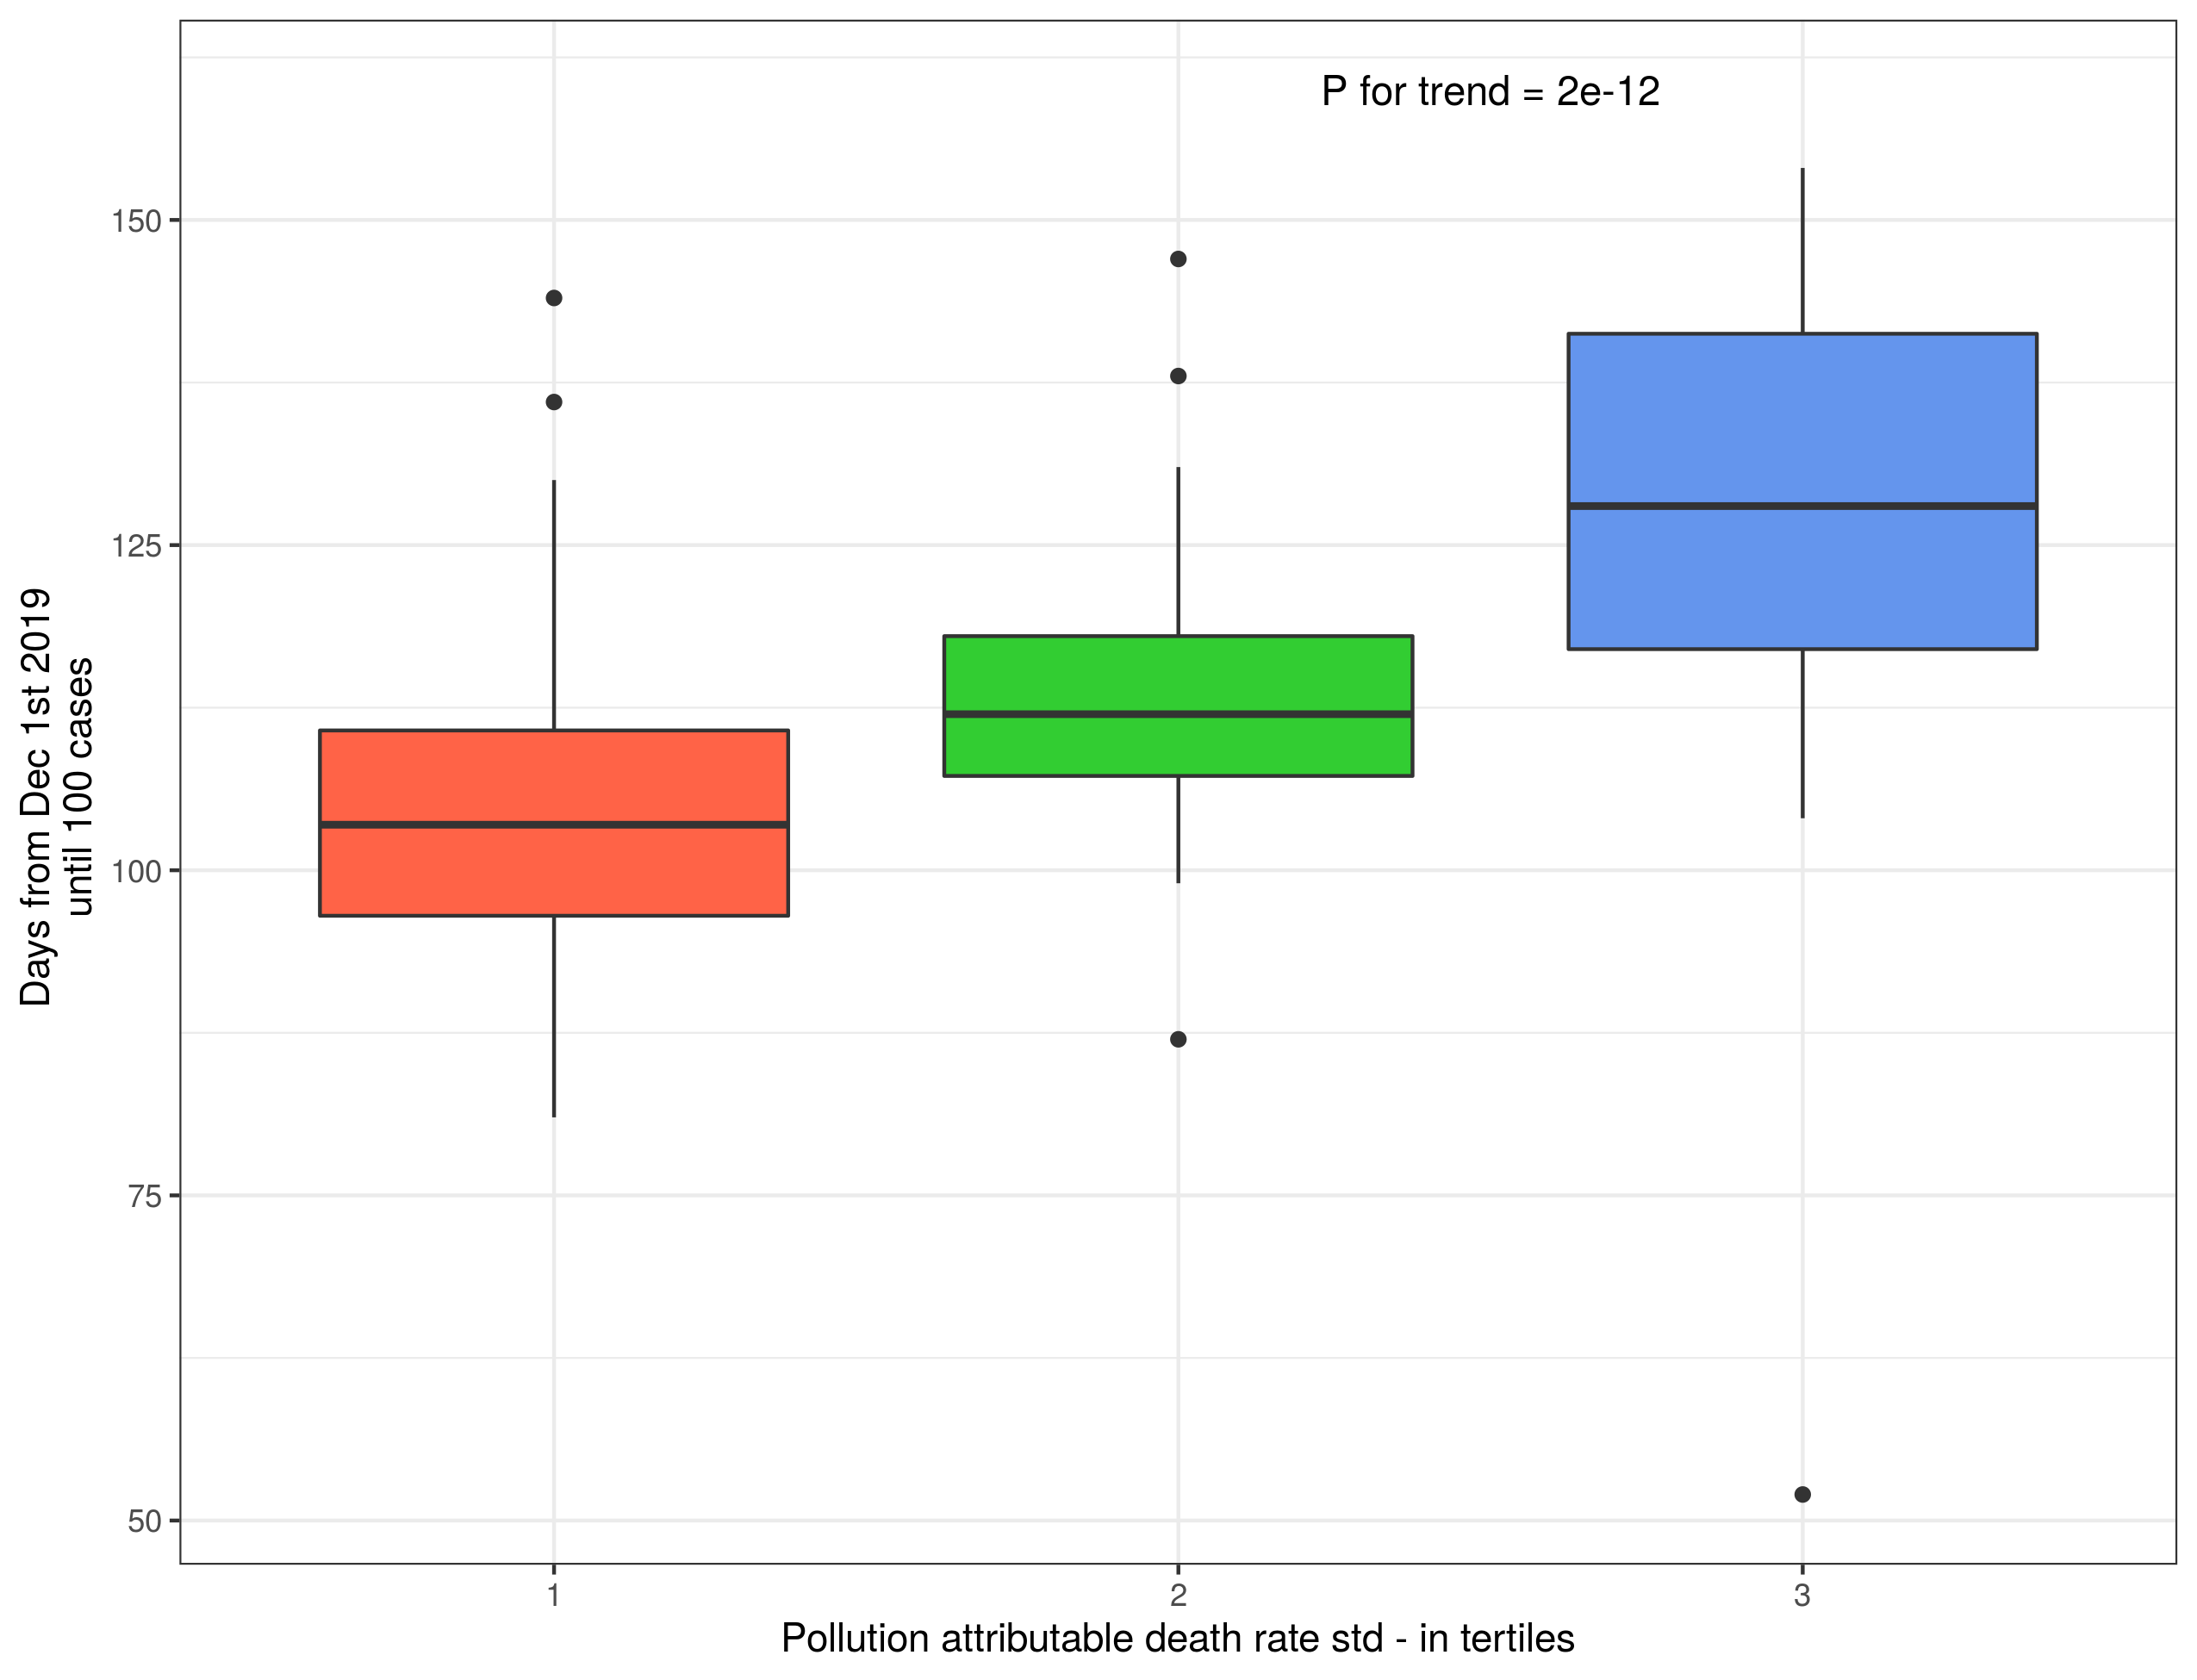 P for trend = 2e-12
150
125
100
75
50
Days from Dec 1st 2019
until 100 cases
1
2
3
Pollution attributable death rate std - in tertiles